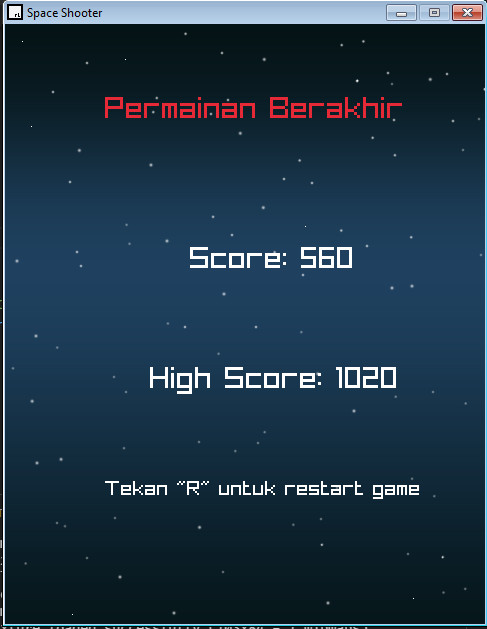 Space Shooter
Permainan Berakhir
Score: 560
High Score: 1020
Tekan "R" untuk restart game